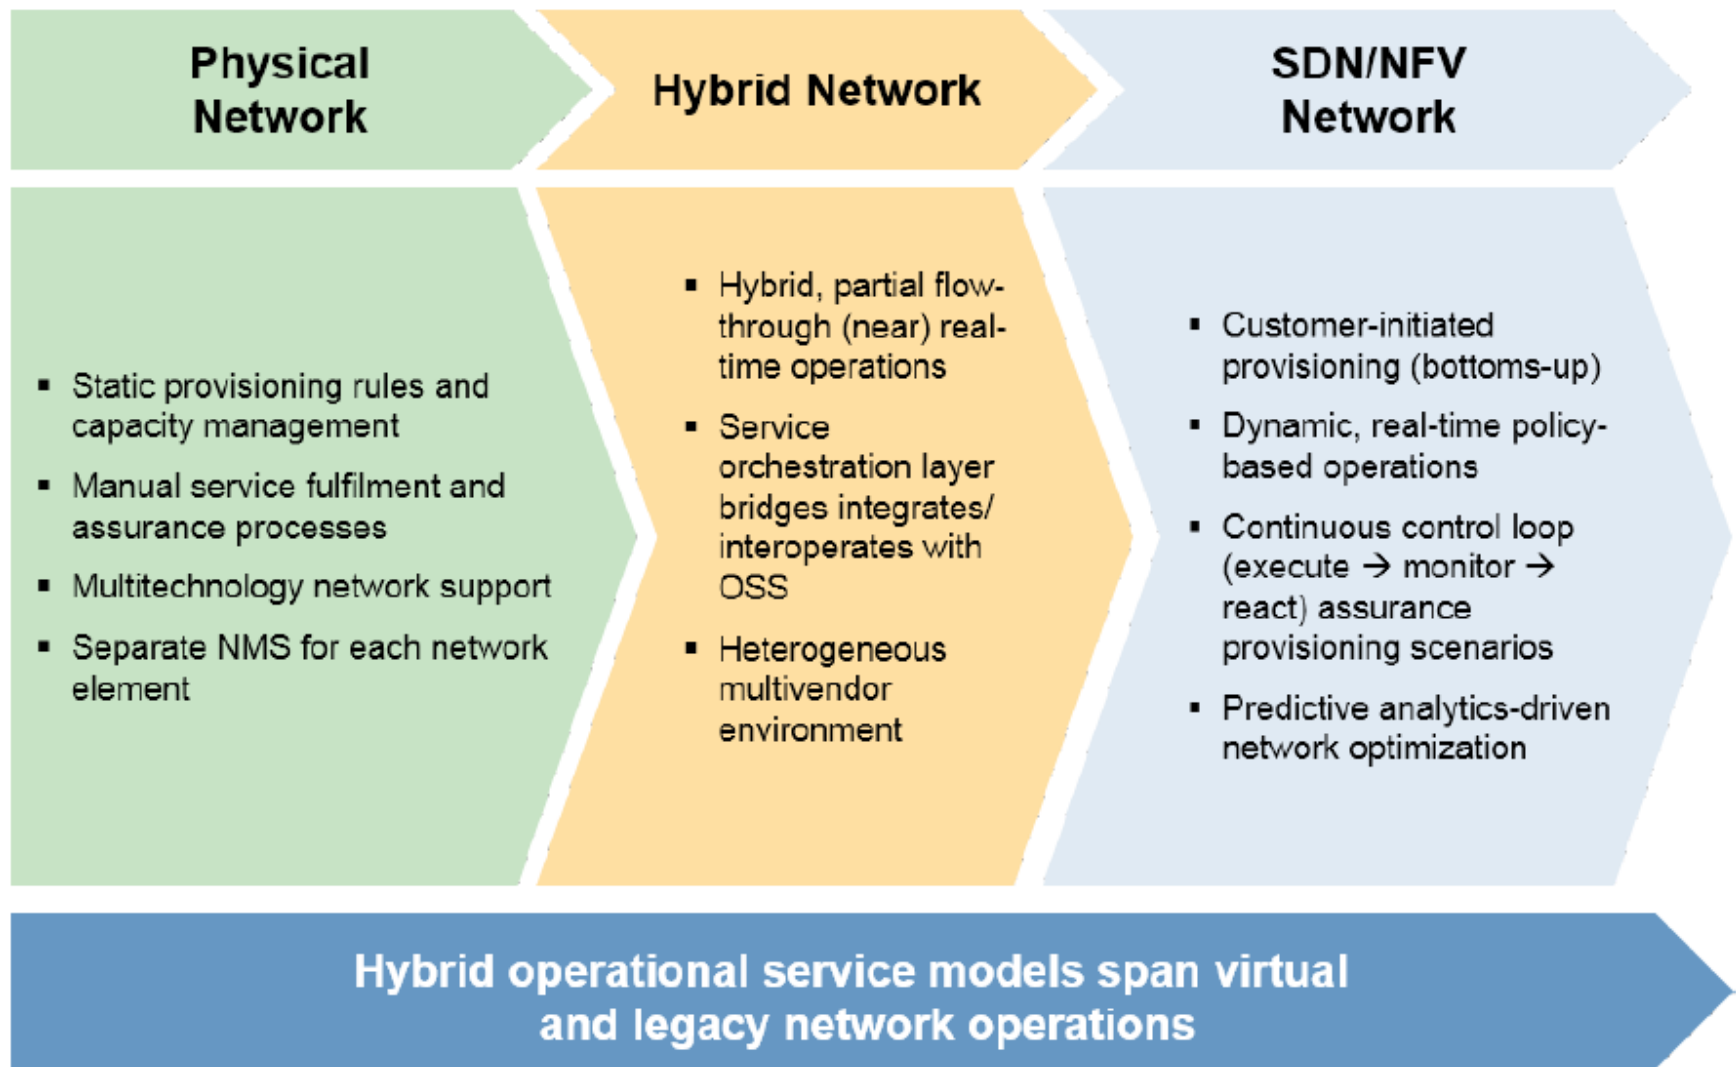 Physical
Network
Hybrid Network
SDN/NFV
Network
▪ Static provisioning rules and
capacity management
▪ Manual service fulfilment and
assurance processes
▪ Multitechnology network support
▪ Separate NMS for each network
element
▪ Hybrid, partial flow-
through (near) real-
time operations
▪ Service
orchestration layer
bridges integrates/
interoperates with
OSS
▪ Heterogeneous
multivendor
environment
▪ Customer-initiated
provisioning (bottoms-up)
▪ Dynamic, real-time policy-
based operations
▪ Continuous control loop
(execute → monitor →
react) assurance
provisioning scenarios
▪ Predictive analytics-driven
network optimization
Hybrid operational service models span virtual
and legacy network operations